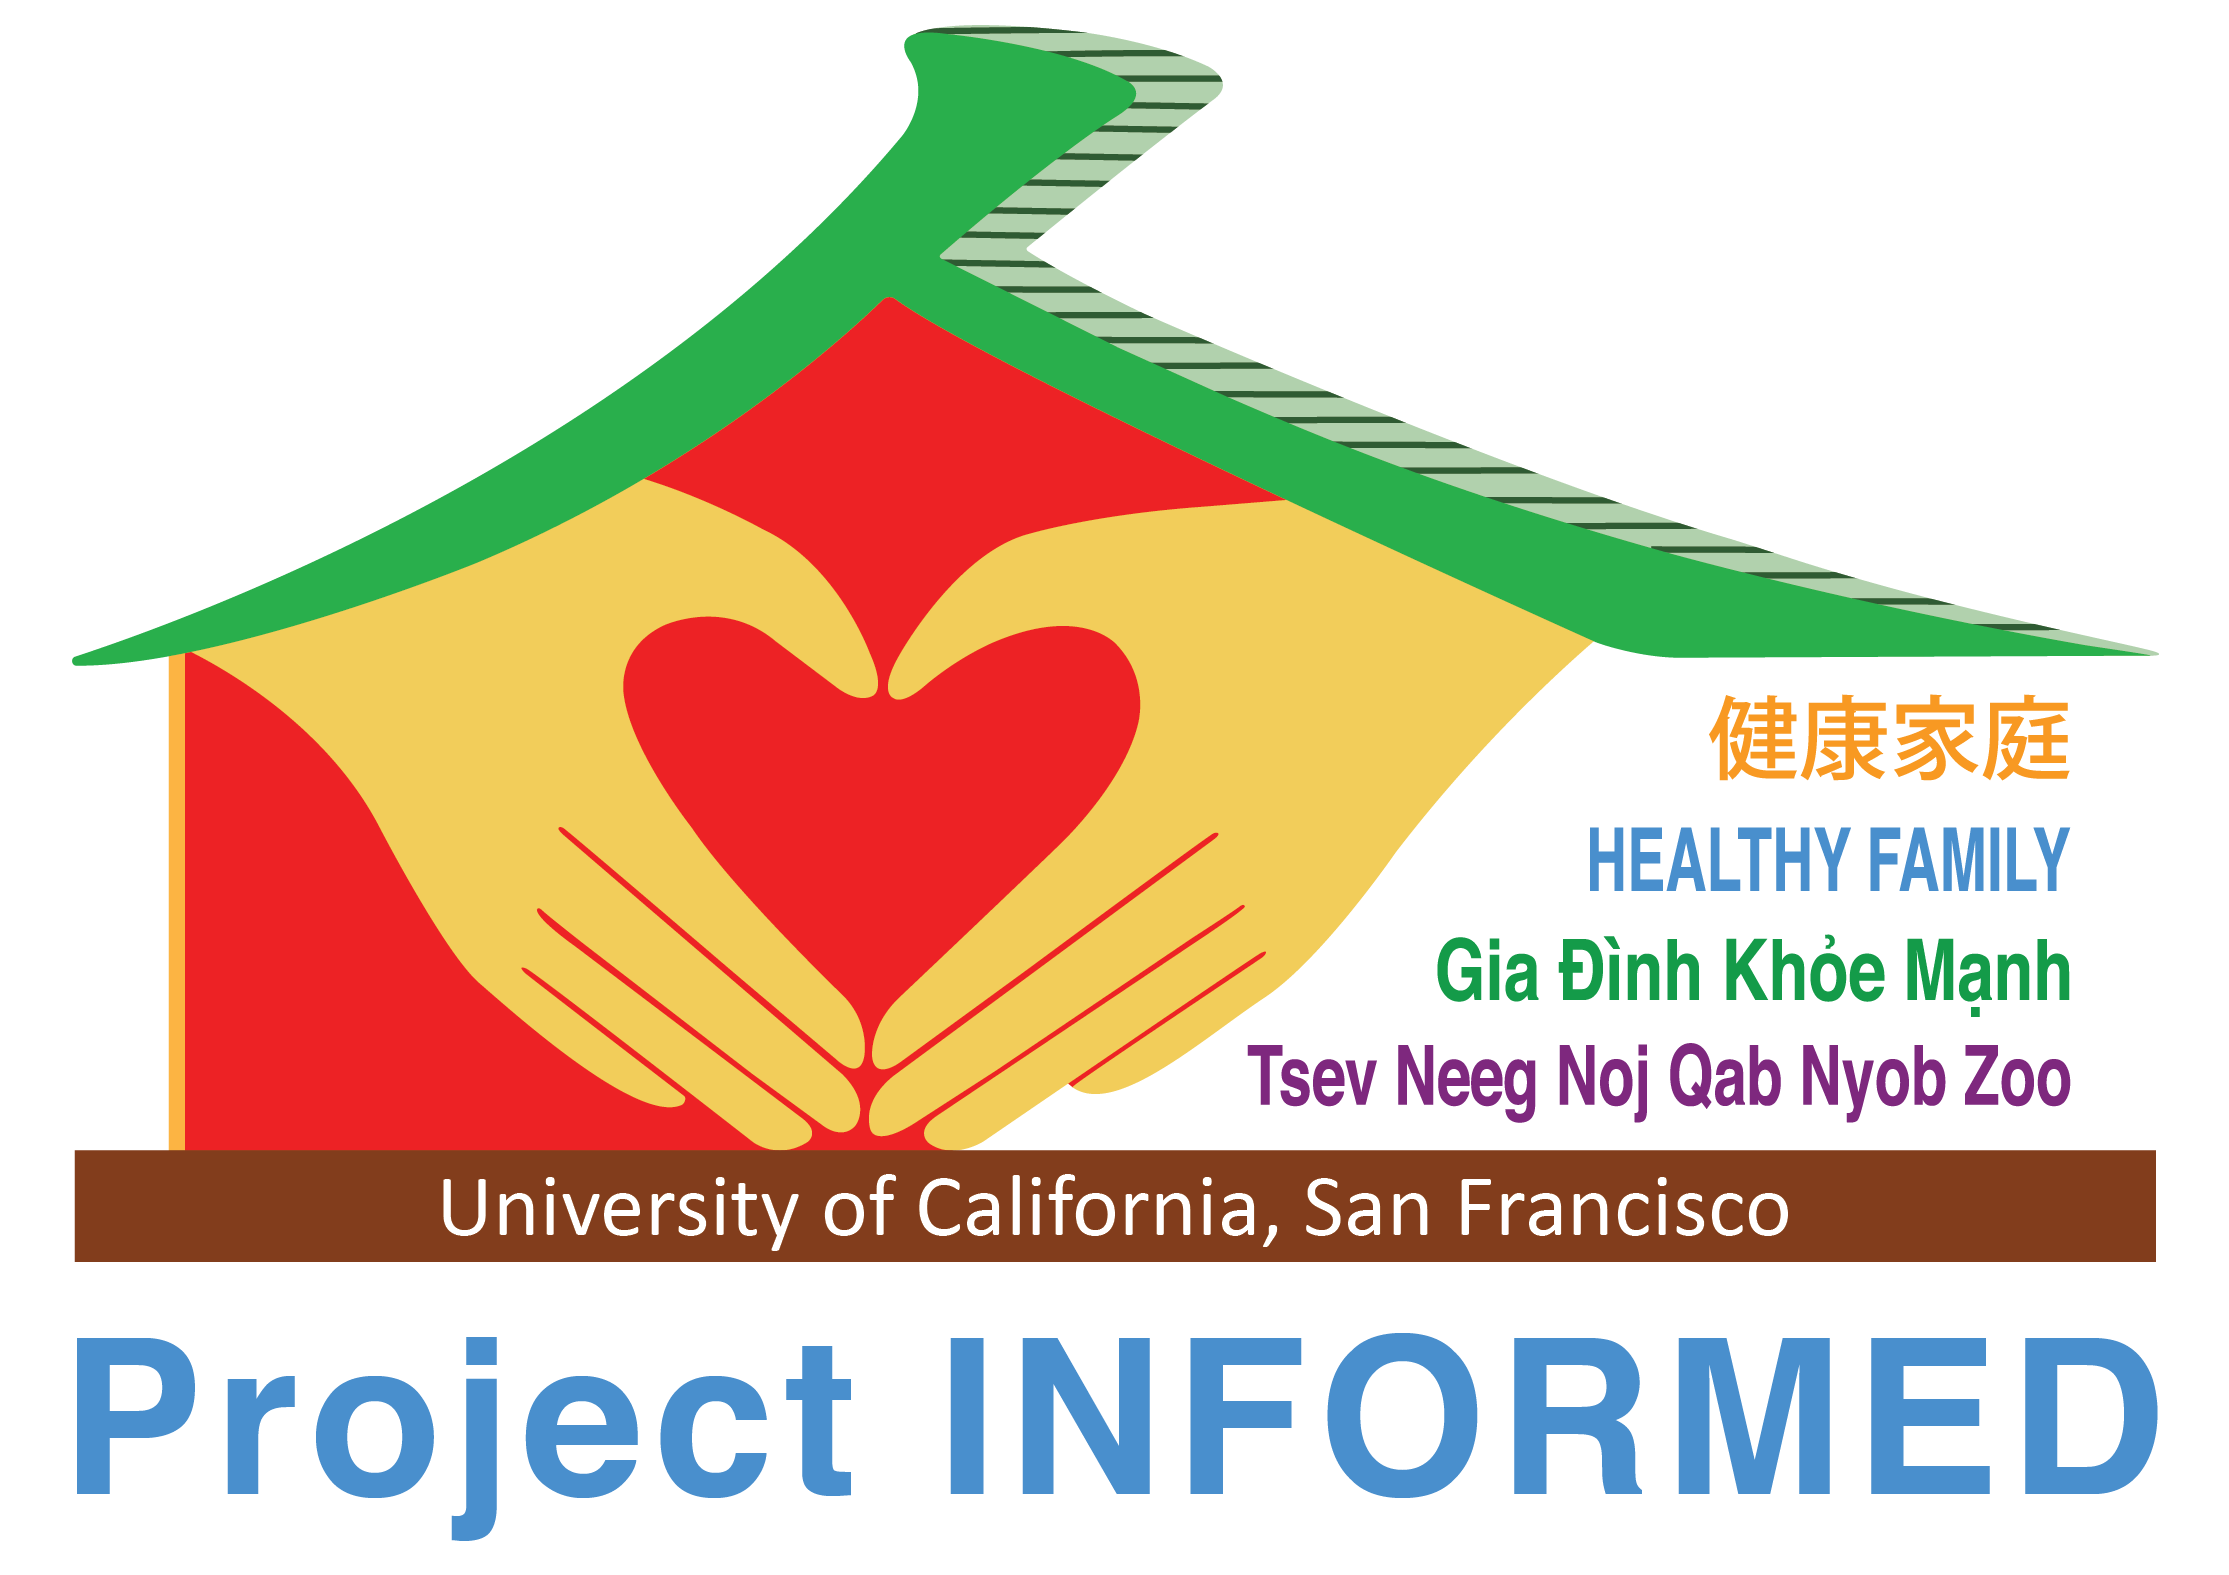 健康家庭
HEALTHY FAMILY
Gia Đình Khỏe Mạnh
Tsev Neeg Noj Qab Nyob Zoo
University of California, San Francisco
Project INFORMED